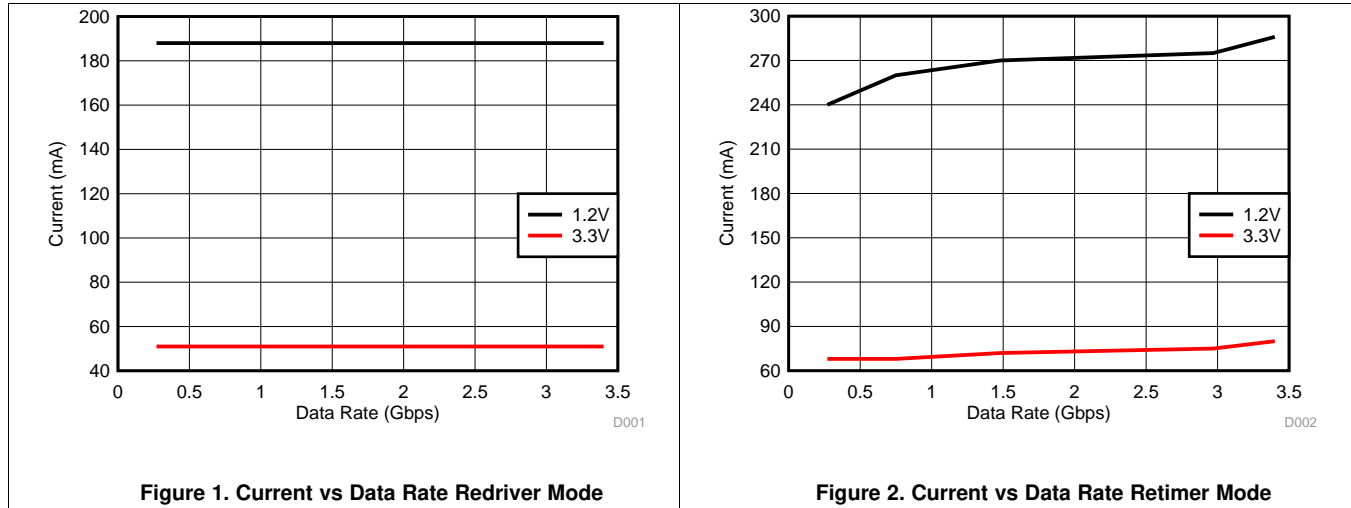 200
180
160
140
120
100
80
60
40
Current (mA)
1.2V
3.3V
0 0.5 1 1.5 2 2.5 3 3.5
Data Rate (Gbps)
D001
Figure 1. Current vs Data Rate Redriver Mode
300
270
240
210
180
150
120
90
60
Current (mA)
1.2V
3.3V
0 0.5 1 1.5 2 2.5 3 3.5
Data Rate (Gbps)
D002
Figure 2. Current vs Data Rate Retimer Mode